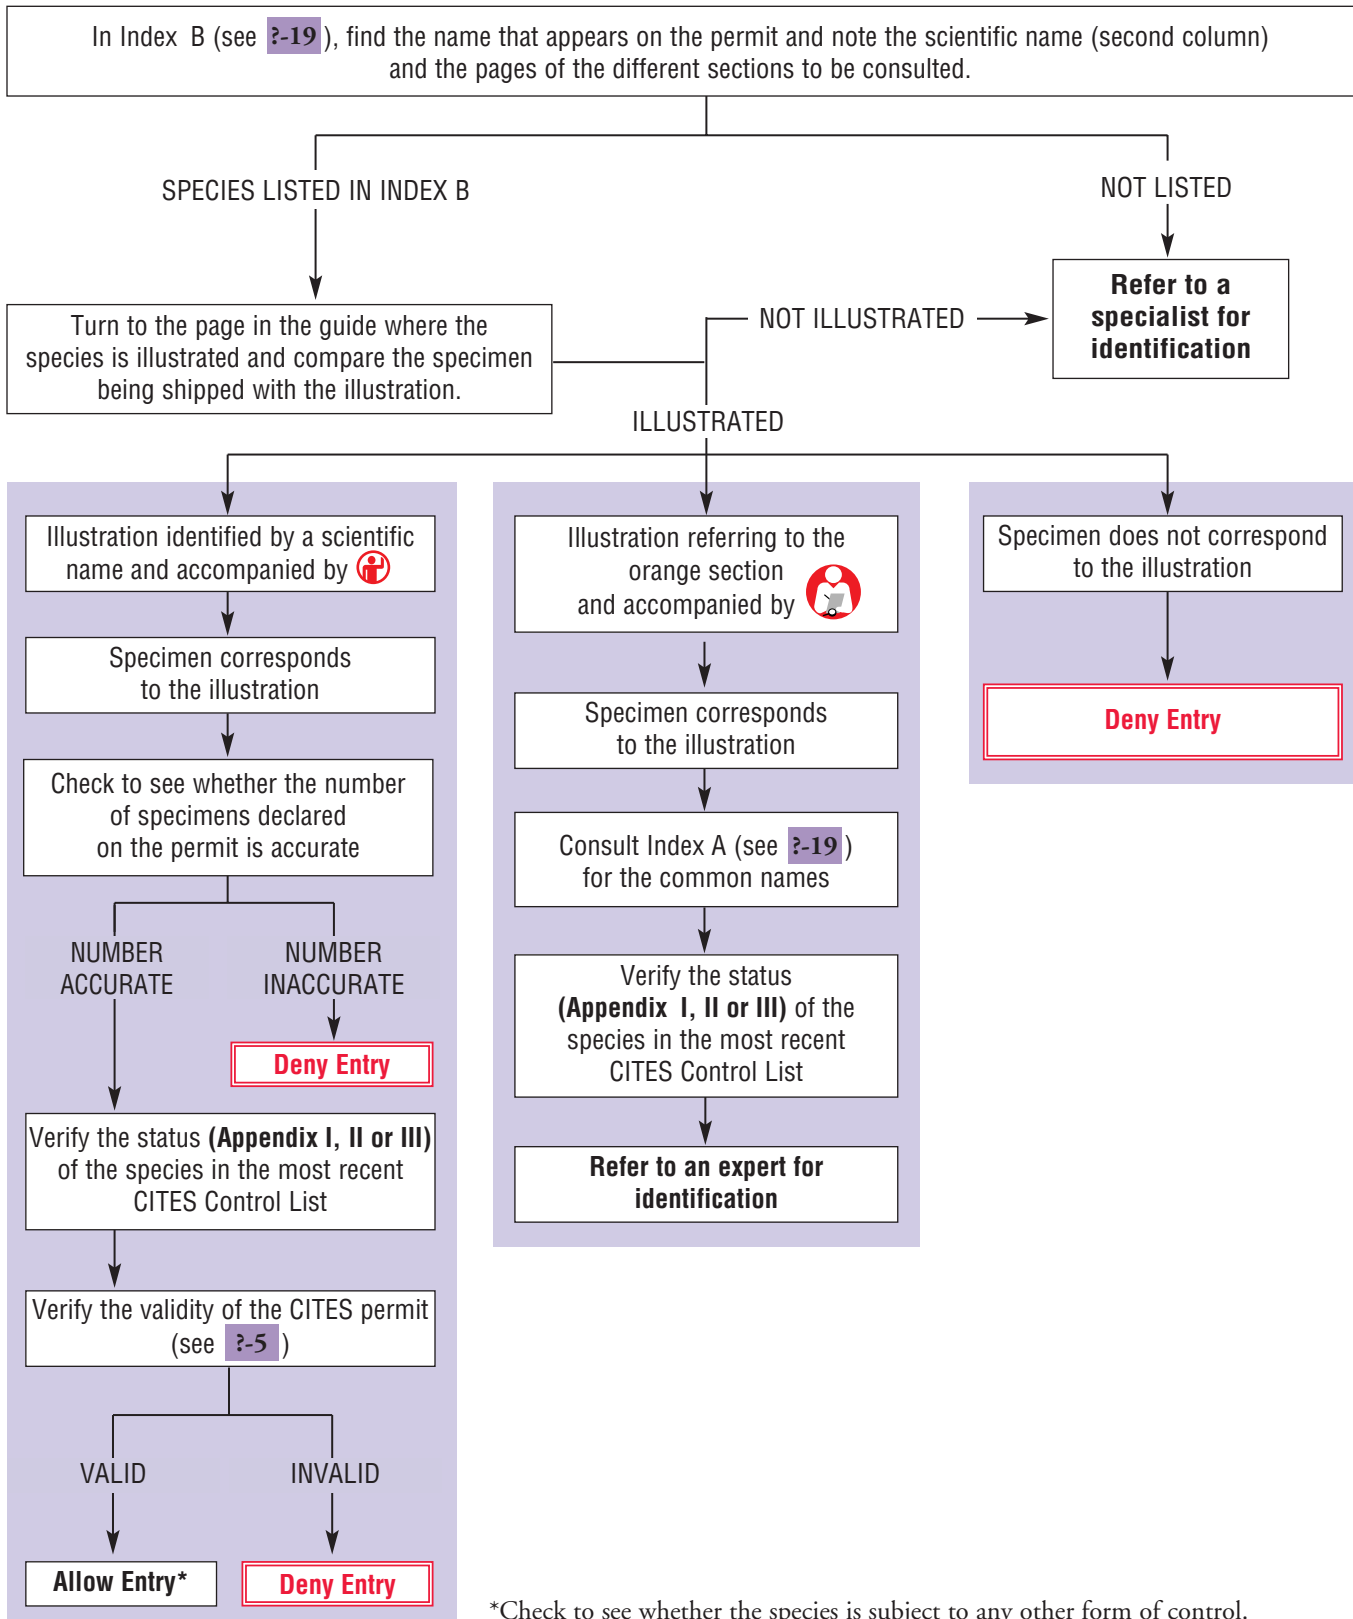 In Index B (see ?-19 ), find the name that appears on the permit and note the scientific name (second column)
and the pages of the different sections to be consulted.
SPECIES LISTED IN INDEX B
NOT LISTED
Turn to the page in the guide where the
species is illustrated and compare the specimen
being shipped with the illustration.
NOT ILLUSTRATED
Refer to a
specialist for
identification
ILLUSTRATED
Illustration identified by a scientific
name and accompanied by
Specimen corresponds
to the illustration
Check to see whether the number
of specimens declared
on the permit is accurate
NUMBER
ACCURATE
NUMBER
INACCURATE
Deny Entry
Verify the status (Appendix I, II or III)
of the species in the most recent
CITES Control List
Verify the validity of the CITES permit
(see ?-5 )
VALID
INVALID
Allow Entry*
Deny Entry
Illustration referring to the
orange section
and accompanied by
Specimen corresponds
to the illustration
Consult Index A (see ?-19 )
for the common names
Verify the status
(Appendix I, II or III) of the
species in the most recent
CITES Control List
Refer to an expert for
identification
Specimen does not correspond
to the illustration
Deny Entry
*Check to see whether the species is subject to any other form of control.